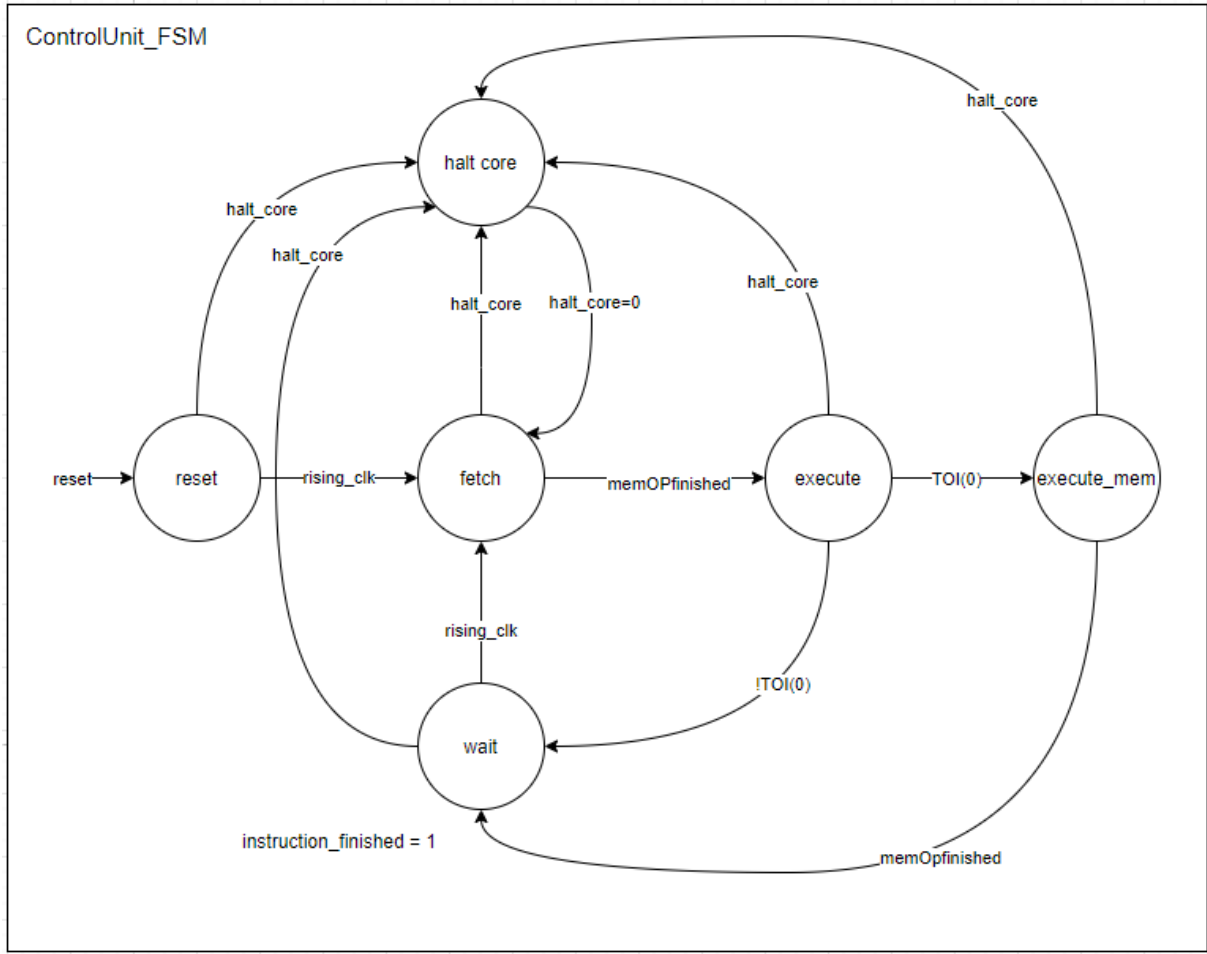 ControlUnit_FSM
halt_core
halt core
halt_core
halt_core
halt_core
halt_core=0
halt_core
reset
reset
rising_clk
fetch
memOPfinished
execute
TOI(0)
execute_mem
rising_clk
!TOI(0)
wait
instruction_finished = 1
memOpfinished